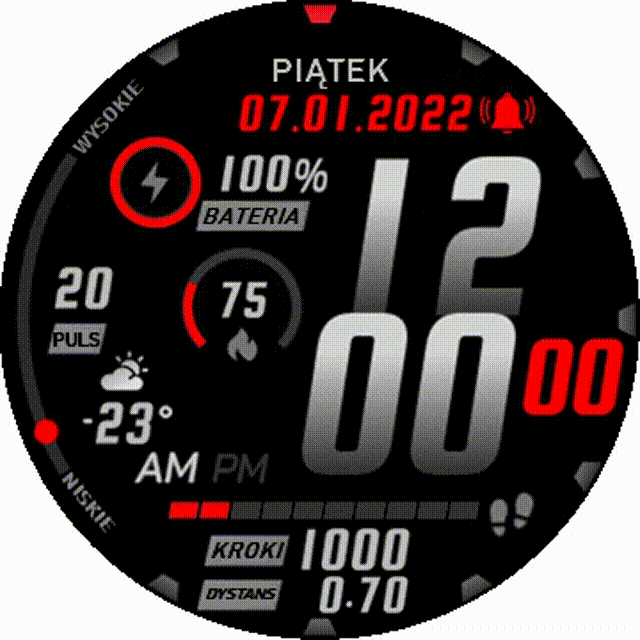 PIĄTEK
07.01.2022
WYSOKIE
100%
BATERIA
12
75
20
PULS
00
00
-23°
AM PM
NISKIE
KROKI 1000
DYSTANS 0.70